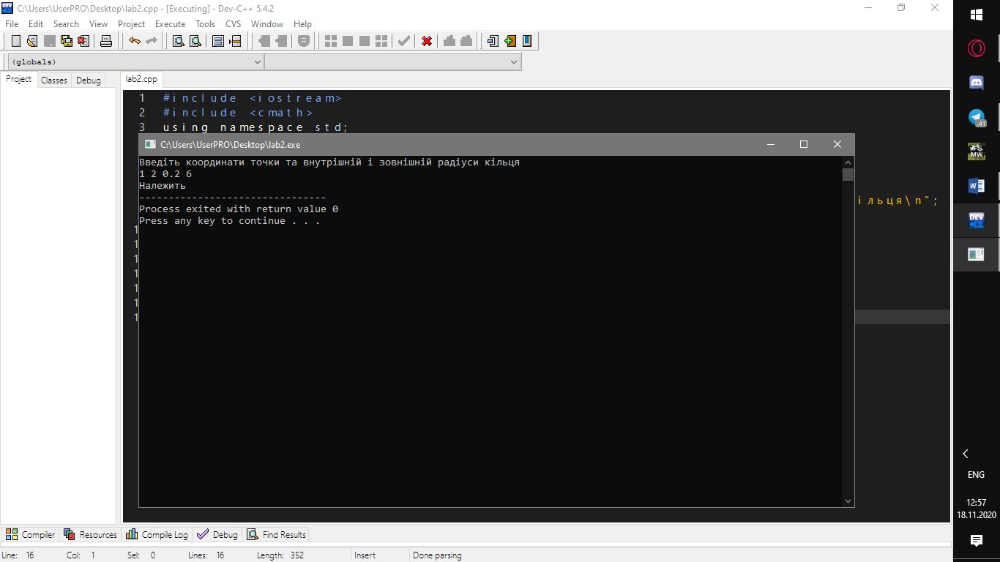 C:\Users\UserPRO\Desktop\lab2.cpp - [Executing] - Dev-C++ 5.4.2
File Edit Search View Project Execute Tools CVS Window Help
(globals)
Project Classes Debug
lab2.cpp
1 #include <iostream>
2 #include <cmath>
3 using namespace std;
C:\Users\UserPRO\Desktop\lab2.exe
Введіть координати точки та внутрішній і зовнішній радіуси кільця
1 2 0.2 6
Належить
--------------------------------
Process exited with return value 0
Press any key to continue . . .
ільця\n";
1
1
1
1
1
1
1
Compiler Resources Compile Log Debug Find Results
Line: 16 Col: 1 Sel: 0 Lines: 16 Length: 352 Insert Done parsing
41
MW
DEV C++
ENG
12:57
18.11.2020